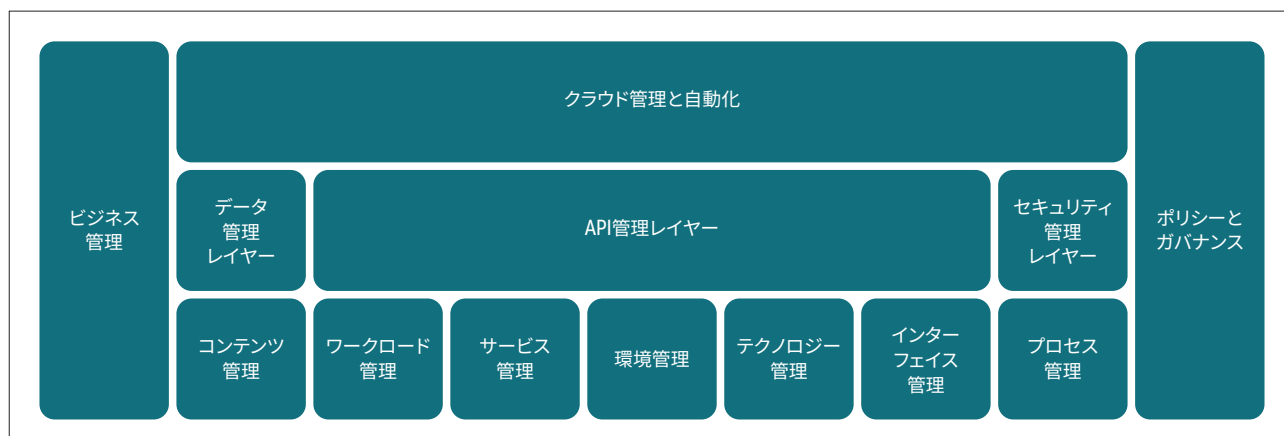 ビジネス
管理
クラウド管理と自動化
データ
管理
レイヤー
API管理レイヤー
セキュリティ
管理
レイヤー
コンテンツ
管理
ワークロード
管理
サービス
管理
環境管理
テクノロジー
管理
インター
フェイス
管理
プロセス
管理
ポリシーと
ガバナンス